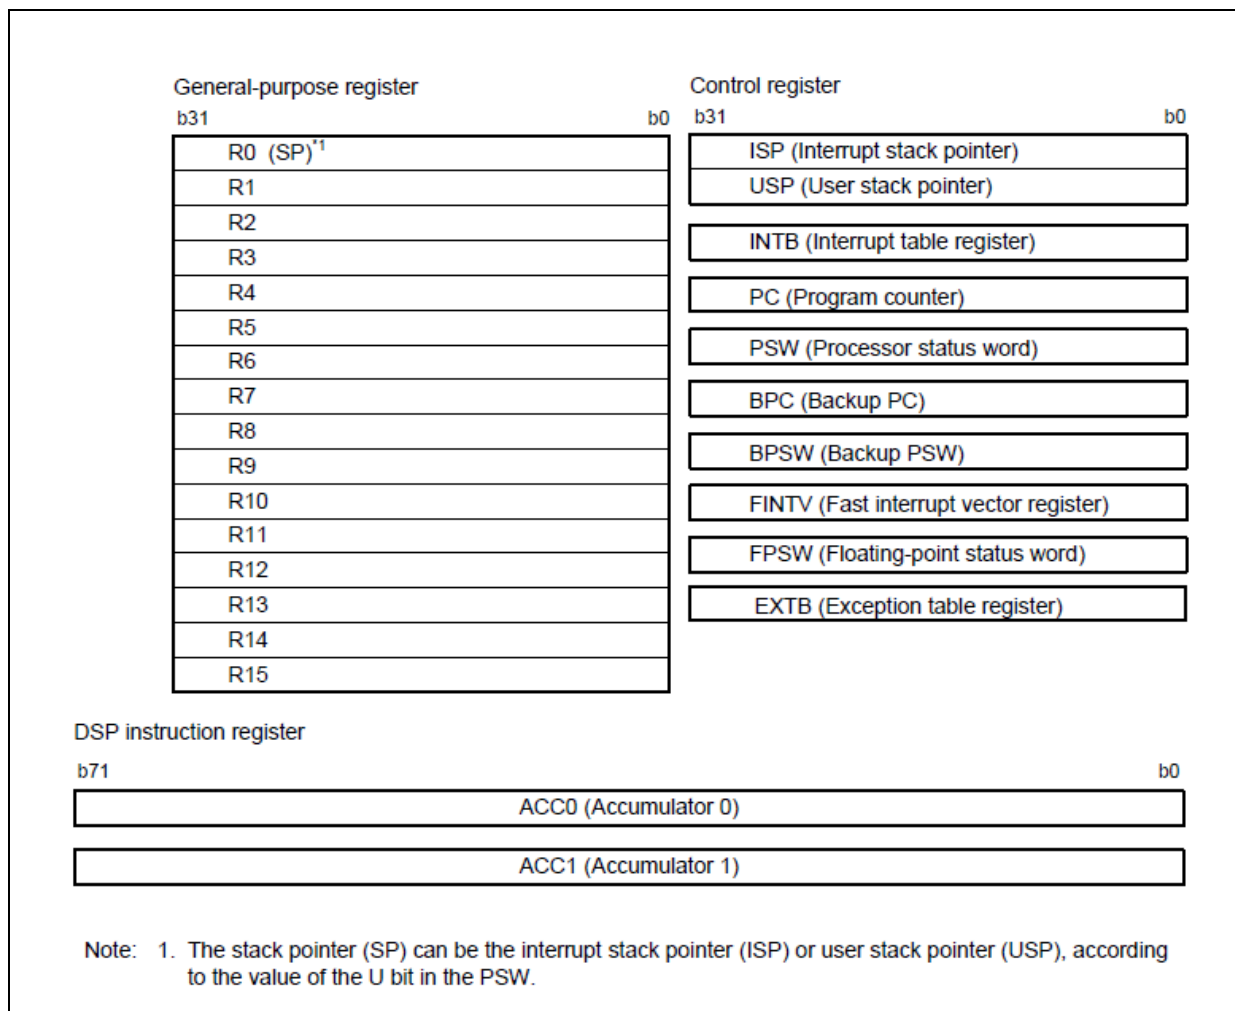 General-purpose register
b31 b0
R0 (SP)*1
R1
R2
R3
R4
R5
R6
R7
R8
R9
R10
R11
R12
R13
R14
R15
Control register
b31 b0
ISP (Interrupt stack pointer)
USP (User stack pointer)
INTB (Interrupt table register)
PC (Program counter)
PSW (Processor status word)
BPC (Backup PC)
BPSW (Backup PSW)
FINTV (Fast interrupt vector register)
FPSW (Floating-point status word)
EXTB (Exception table register)
DSP instruction register
b71 b0
ACC0 (Accumulator 0)
ACC1 (Accumulator 1)
Note: 1. The stack pointer (SP) can be the interrupt stack pointer (ISP) or user stack pointer (USP), according
to the value of the U bit in the PSW.